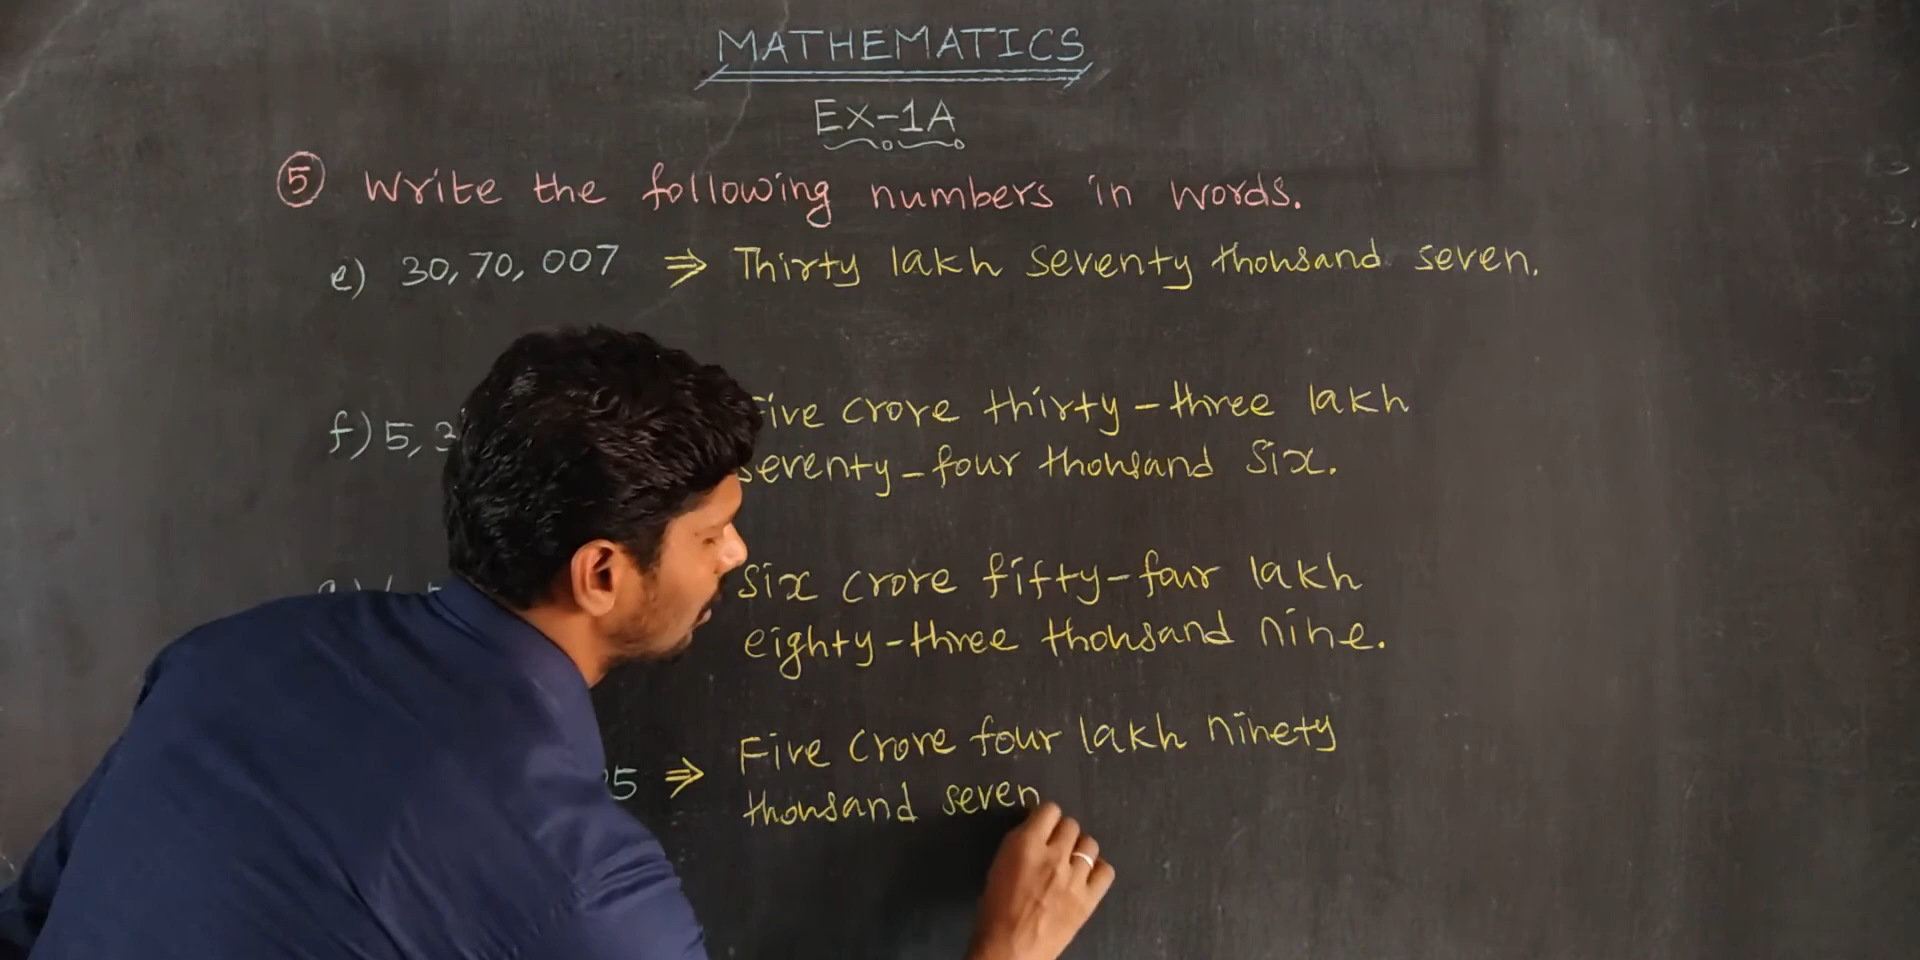 MATHEMATICS
EX-1A
5 Write the following numbers in words.
e) 30,70,007 ⇒ Thirty lakh seventy thousand seven.
f) 5,3 Five crore thirty-three lakh
seventy-four thousand six.
Six crore fifty-four lakh
eighty-three thousand nine.
5 ⇒ Five crore four lakh ninety
thousand seven